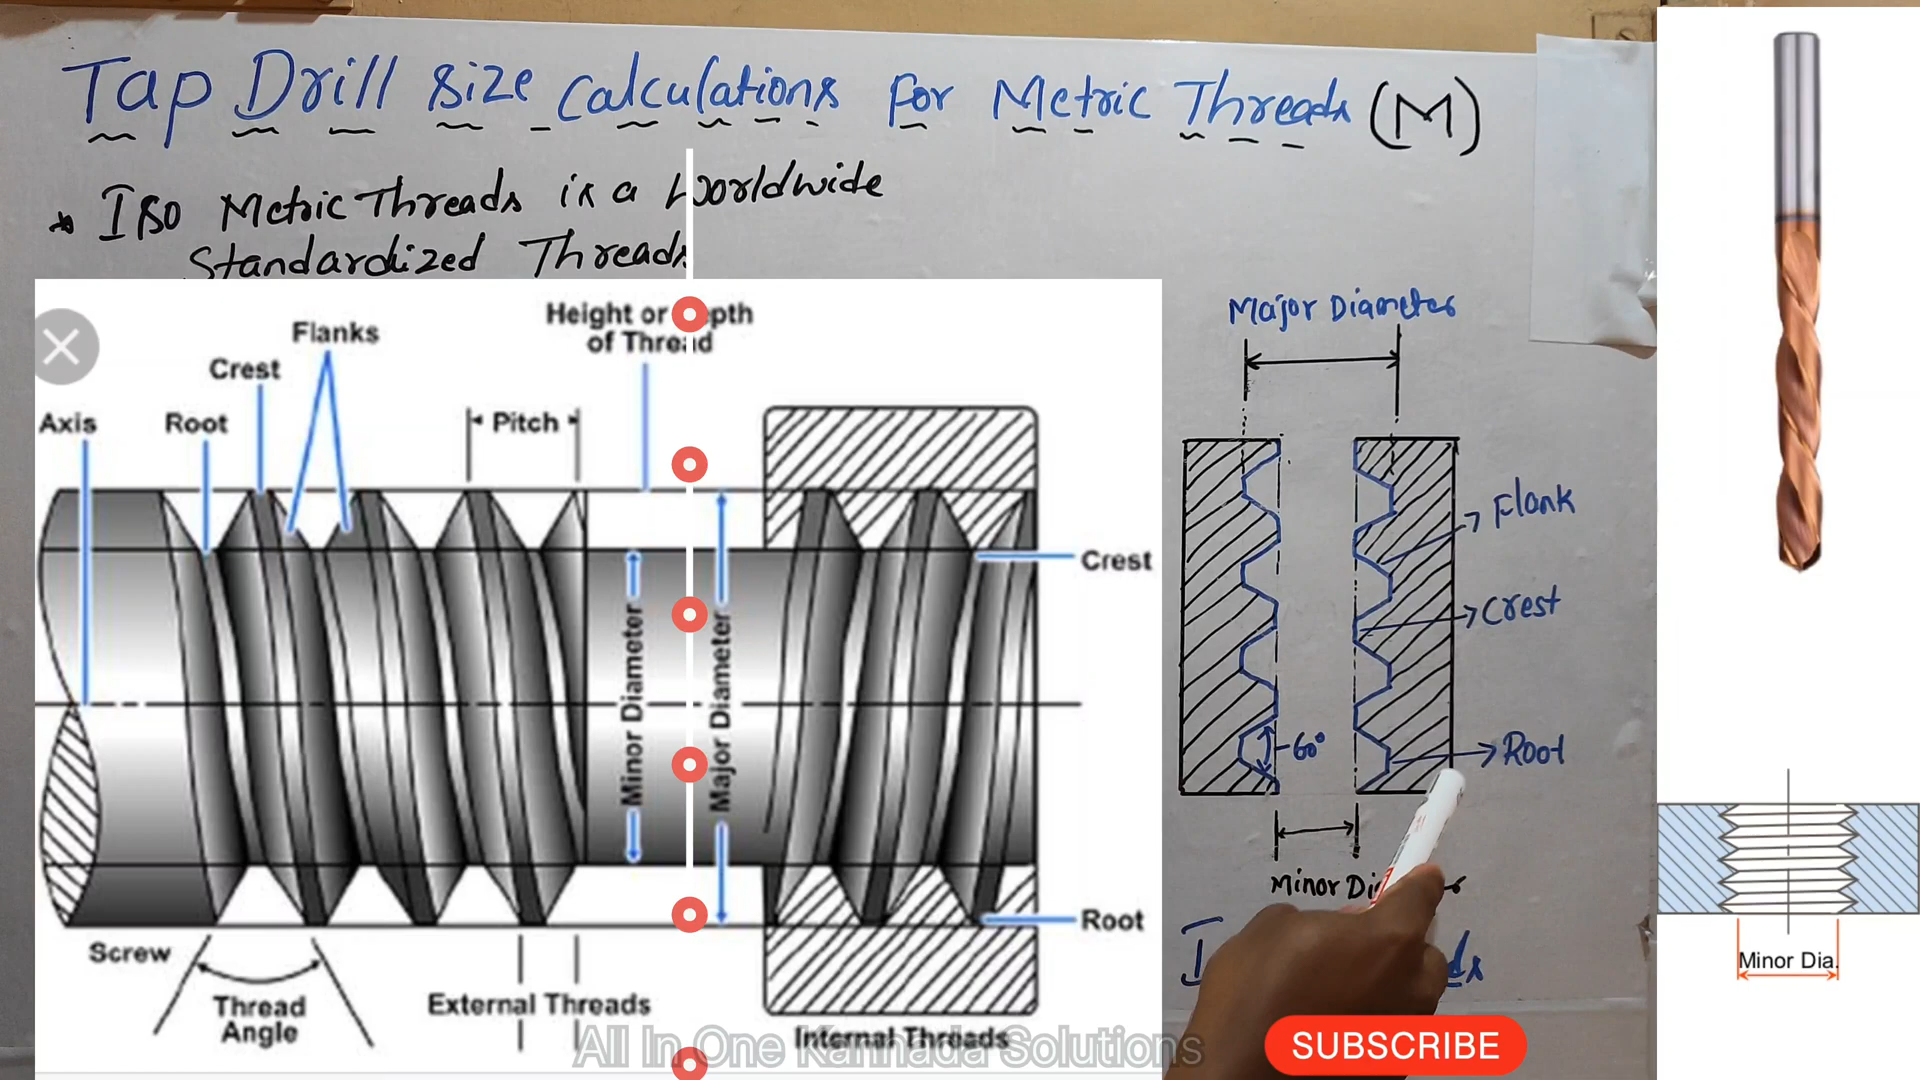 Tap Drill size calculations for Metric Threads (M)
* ISO Metric Threads is a Worldwide
Standardized Threads
Height or Depth
of Thread
Flanks
Crest
Axis
Root
Pitch
Crest
Minor Diameter
Major Diameter
Root
Screw
Thread
Angle
External Threads
Internal Threads
Major Diameter
Flank
Crest
60°
Root
Minor
Minor Dia.
All In One Kannada Solutions
SUBSCRIBE